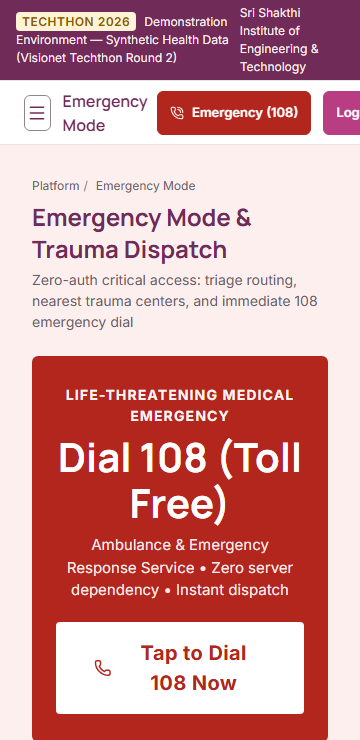 TECHTHON 2026 Demonstration
Environment — Synthetic Health Data
(Visionet Techthon Round 2)
Sri Shakthi
Institute of
Engineering &
Technology
Emergency
Mode
Emergency (108)
Log
Platform / Emergency Mode
Emergency Mode &
Trauma Dispatch
Zero-auth critical access: triage routing,
nearest trauma centers, and immediate 108
emergency dial
LIFE-THREATENING MEDICAL
EMERGENCY
Dial 108 (Toll
Free)
Ambulance & Emergency
Response Service • Zero server
dependency • Instant dispatch
Tap to Dial
108 Now